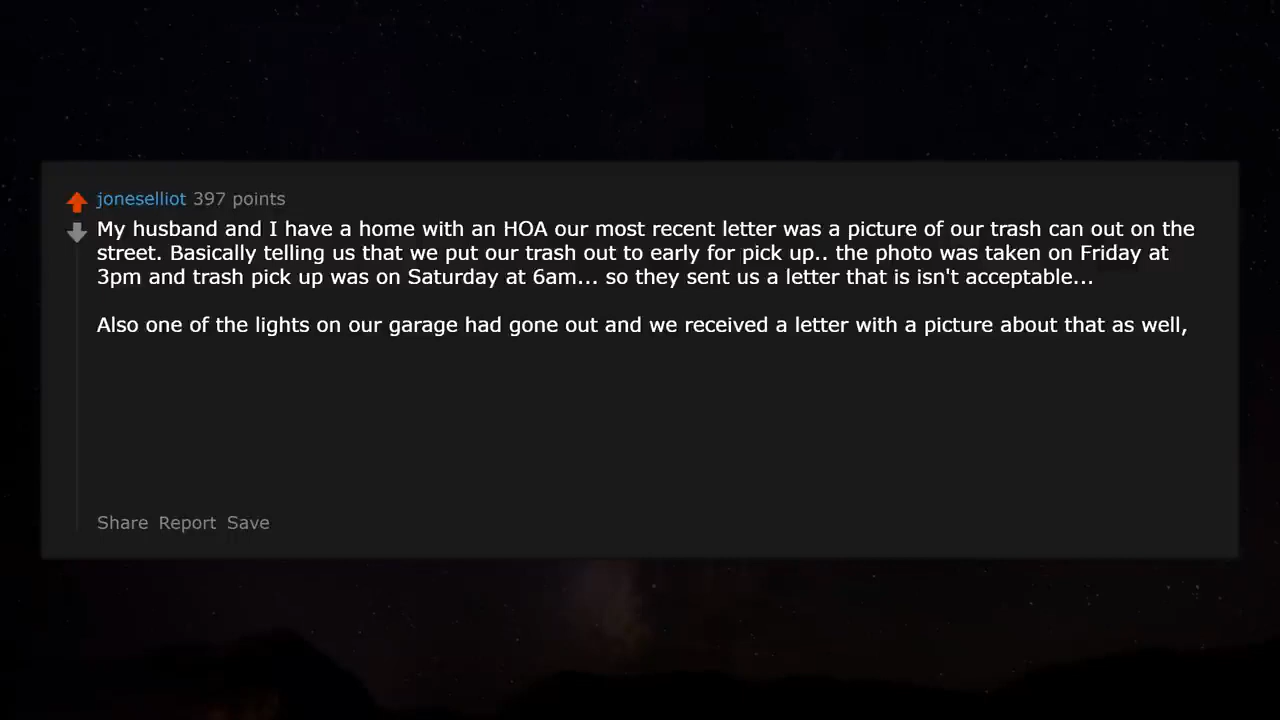 joneselliot 397 points
My husband and I have a home with an HOA our most recent letter was a picture of our trash can out on the
street. Basically telling us that we put our trash out to early for pick up.. the photo was taken on Friday at
3pm and trash pick up was on Saturday at 6am... so they sent us a letter that is isn't acceptable...
Also one of the lights on our garage had gone out and we received a letter with a picture about that as well,
Share Report Save